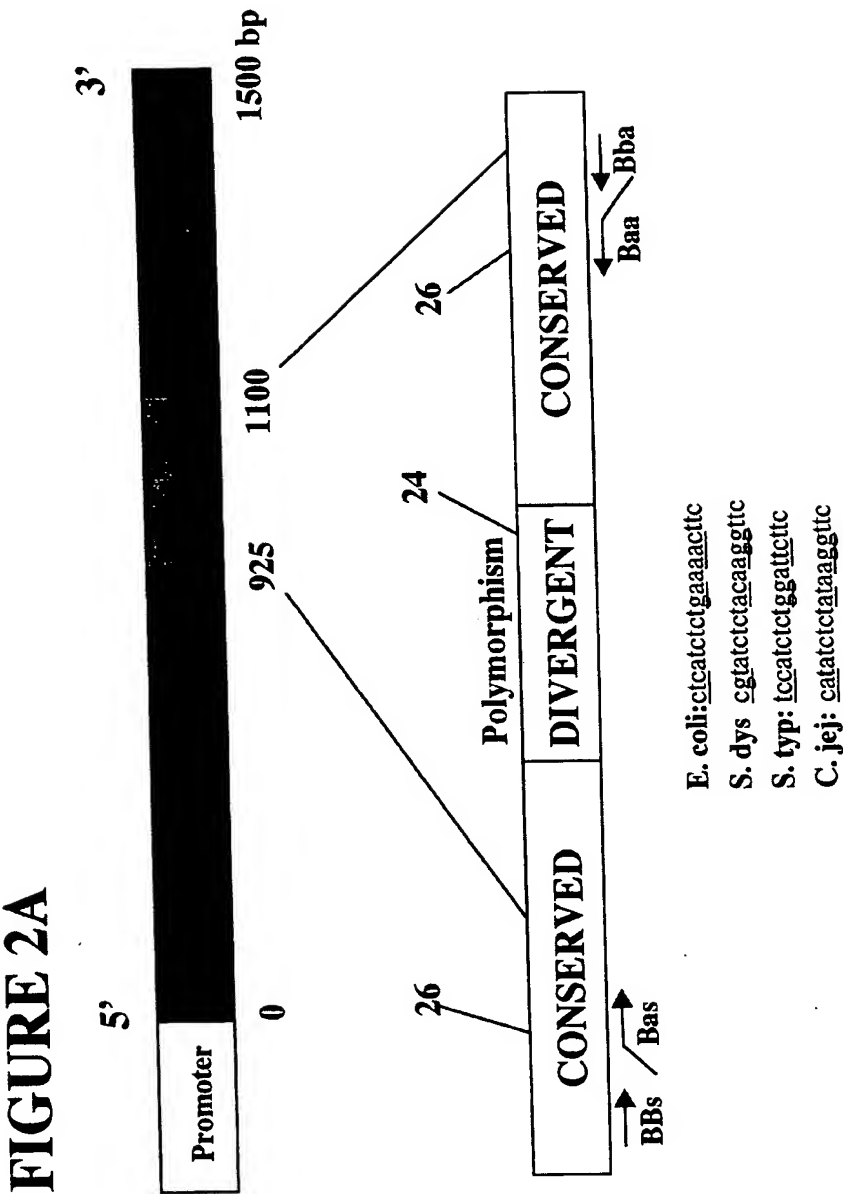 FIGURE 2A
5’
3’
Promoter
0
925
1100
1500 bp
26
Polymorphism
24
26
CONSERVED
DIVERGENT
CONSERVED
BBs
Bas
Baa
Bba
E. coli:ctcatctctgaaaacttc
S. dys cgtatctctacaaggttc
S. typ: tccatctctggattcttc
C. jej: catatctctataaggttc